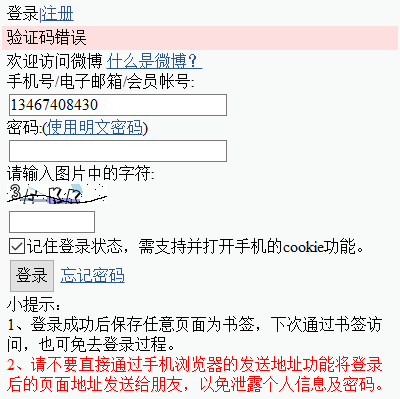 登录|注册
验证码错误
欢迎访问微博 什么是微博？
手机号/电子邮箱/会员帐号:
13467408430
密码:(使用明文密码)
请输入图片中的字符:
记住登录状态，需支持并打开手机的cookie功能。
登录 忘记密码
小提示：
1、登录成功后保存任意页面为书签，下次通过书签访
问，也可免去登录过程。
2、请不要直接通过手机浏览器的发送地址功能将登录
后的页面地址发送给朋友，以免泄露个人信息及密码。